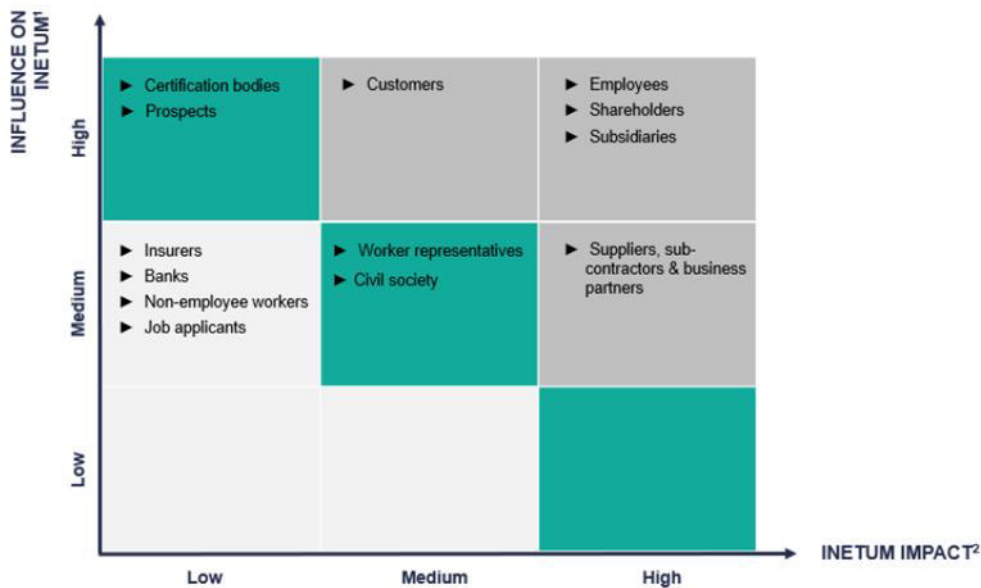 INFLUENCE ON
INETUM¹
High
► Certification bodies
► Prospects
► Customers
► Employees
► Shareholders
► Subsidiaries
Medium
► Insurers
► Banks
► Non-employee workers
► Job applicants
► Worker representatives
► Civil society
► Suppliers, sub-
contractors & business
partners
Low
INETUM IMPACT²
Low
Medium
High